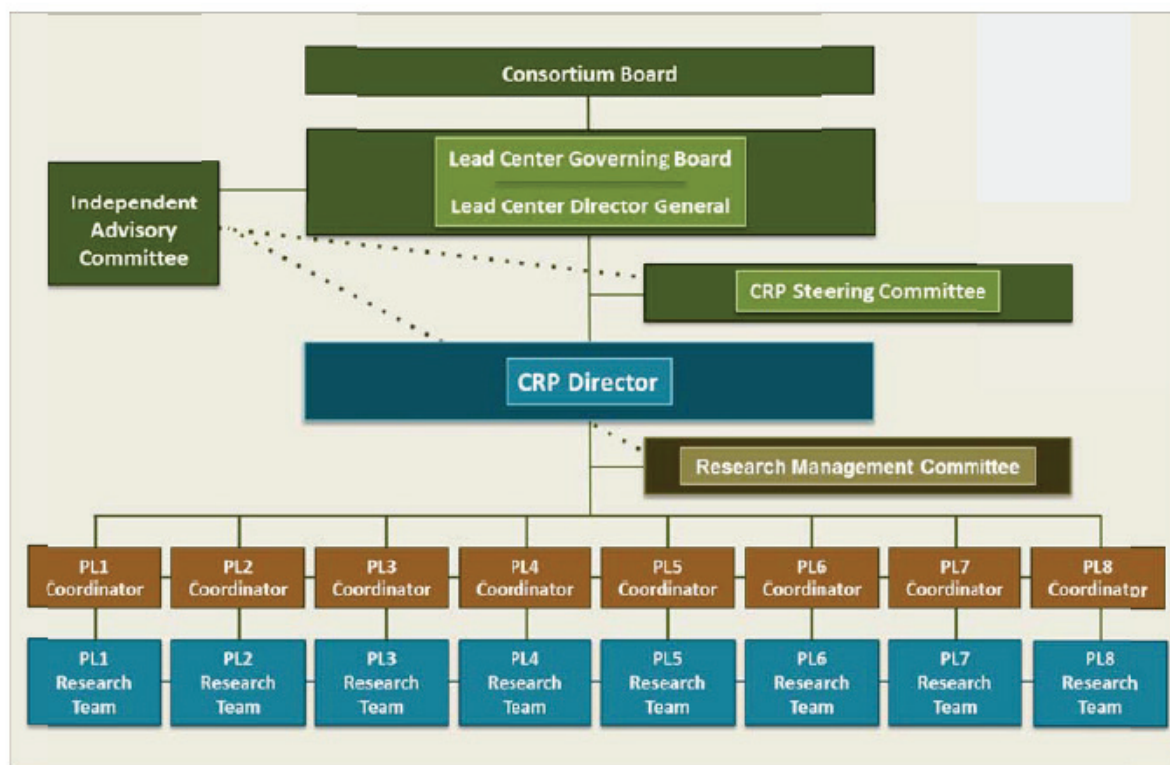 Consortium Board
Lead Center Governing Board
Lead Center Director General
Independent
Advisory
Committee
CRP Steering Committee
CRP Director
Research Management Committee
PL1
Coordinator
PL2
Coordinator
PL3
Coordinator
PL4
Coordinator
PL5
Coordinator
PL6
Coordinator
PL7
Coordinator
PL8
Coordinator
PL1
Research
Team
PL2
Research
Team
PL3
Research
Team
PL4
Research
Team
PL5
Research
Team
PL6
Research
Team
PL7
Research
Team
PL8
Research
Team